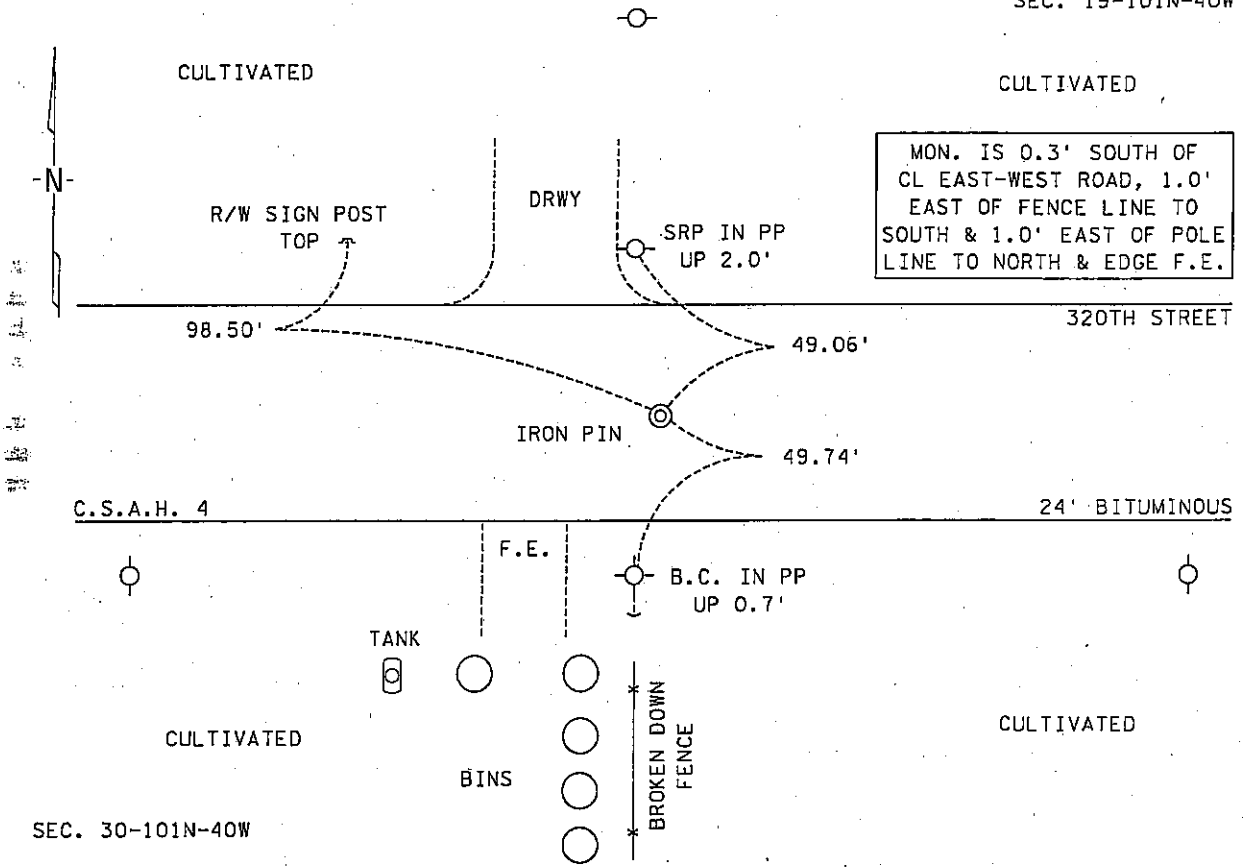 SEC. 19-101N-40W
CULTIVATED
CULTIVATED
MON. IS 0.3' SOUTH OF
CL EAST-WEST ROAD, 1.0'
EAST OF FENCE LINE TO
SOUTH & 1.0' EAST OF POLE
LINE TO NORTH & EDGE F.E.
-N-
R/W SIGN POST
TOP
DRWY
SRP IN PP
UP 2.0'
320TH STREET
98.50'
49.06'
IRON PIN
49.74'
C.S.A.H. 4
24' BITUMINOUS
F.E.
B.C. IN PP
UP 0.7'
TANK
BROKEN DOWN
FENCE
CULTIVATED
CULTIVATED
BINS
SEC. 30-101N-40W